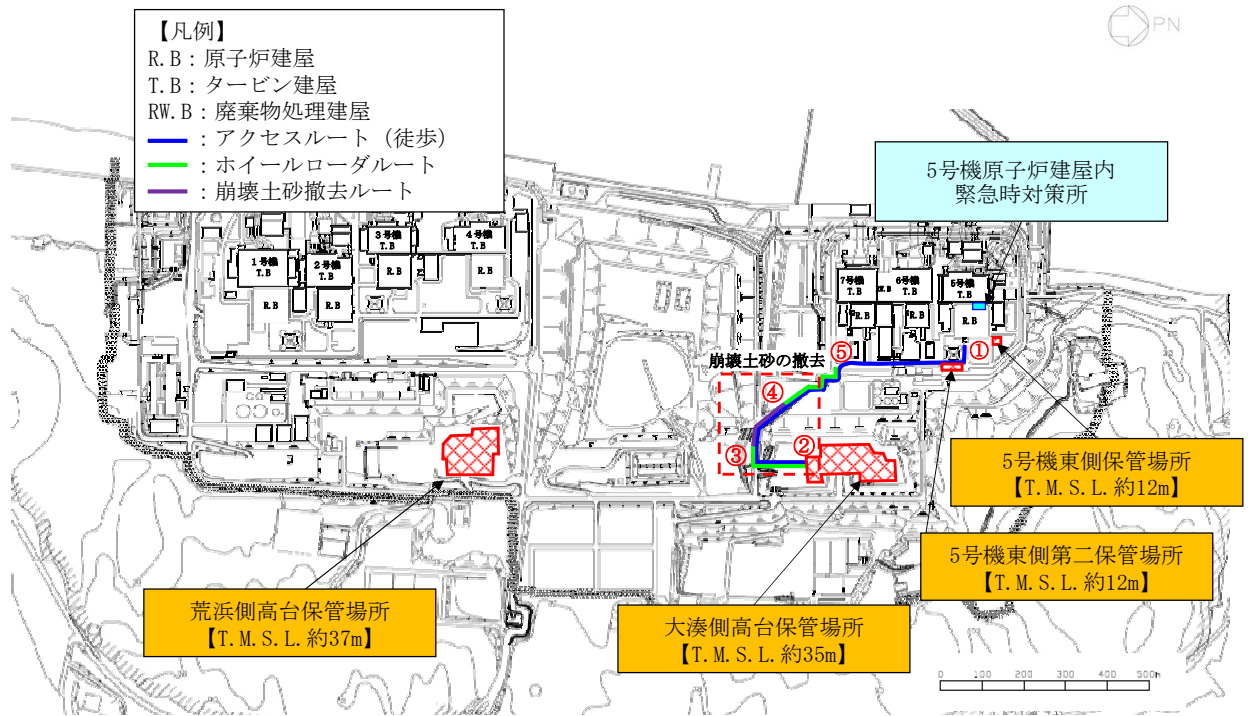 PN
【凡例】
R.B：原子炉建屋
T.B：タービン建屋
RW.B：廃棄物処理建屋
：アクセスルート（徒歩）
：ホイールローダルート
：崩壊土砂撤去ルート
5号機原子炉建屋内
緊急時対策所
1号機
T.B
2号機
T.B
3号機
T.B
4号機
T.B
R.B
R.B
R.B
R.B
7号機
T.B
6号機
T.B
5号機
T.B
R.B
R.B
R.B
崩壊土砂の撤去
①
②
③
④
⑤
5号機東側保管場所
【T.M.S.L.約12m】
5号機東側第二保管場所
【T.M.S.L.約12m】
荒浜側高台保管場所
【T.M.S.L.約37m】
大湊側高台保管場所
【T.M.S.L.約35m】
0 100 200 300 400 500m